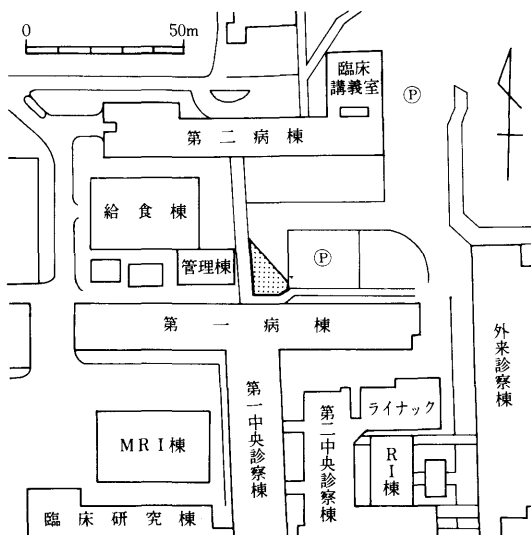 0 50m
臨床
講義室
Ⓟ
第二病棟
給食棟
管理棟
Ⓟ
第一病棟
外来診察棟
第一中央診察棟
第二中央診察棟
ライナック
MRI棟
RI棟
臨床研究棟